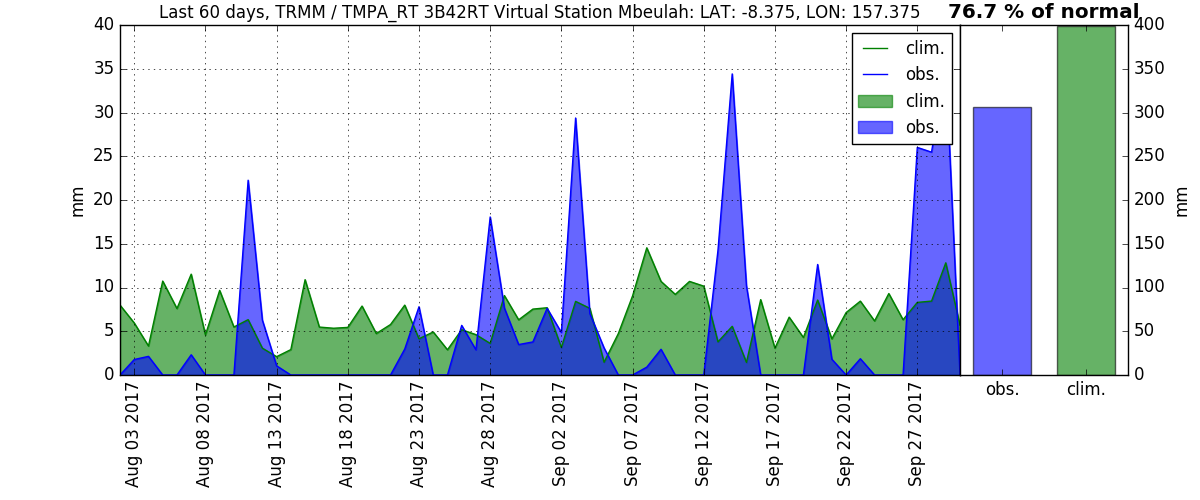 Last 60 days, TRMM / TMPA_RT 3B42RT Virtual Station Mbeulah: LAT: -8.375, LON: 157.375
76.7 % of normal
40
35
30
25
20
15
10
5
0
mm
clim.
obs.
clim.
obs.
400
350
300
250
200
150
100
50
0
mm
Aug 03 2017
Aug 08 2017
Aug 13 2017
Aug 18 2017
Aug 23 2017
Aug 28 2017
Sep 02 2017
Sep 07 2017
Sep 12 2017
Sep 17 2017
Sep 22 2017
Sep 27 2017
obs.
clim.